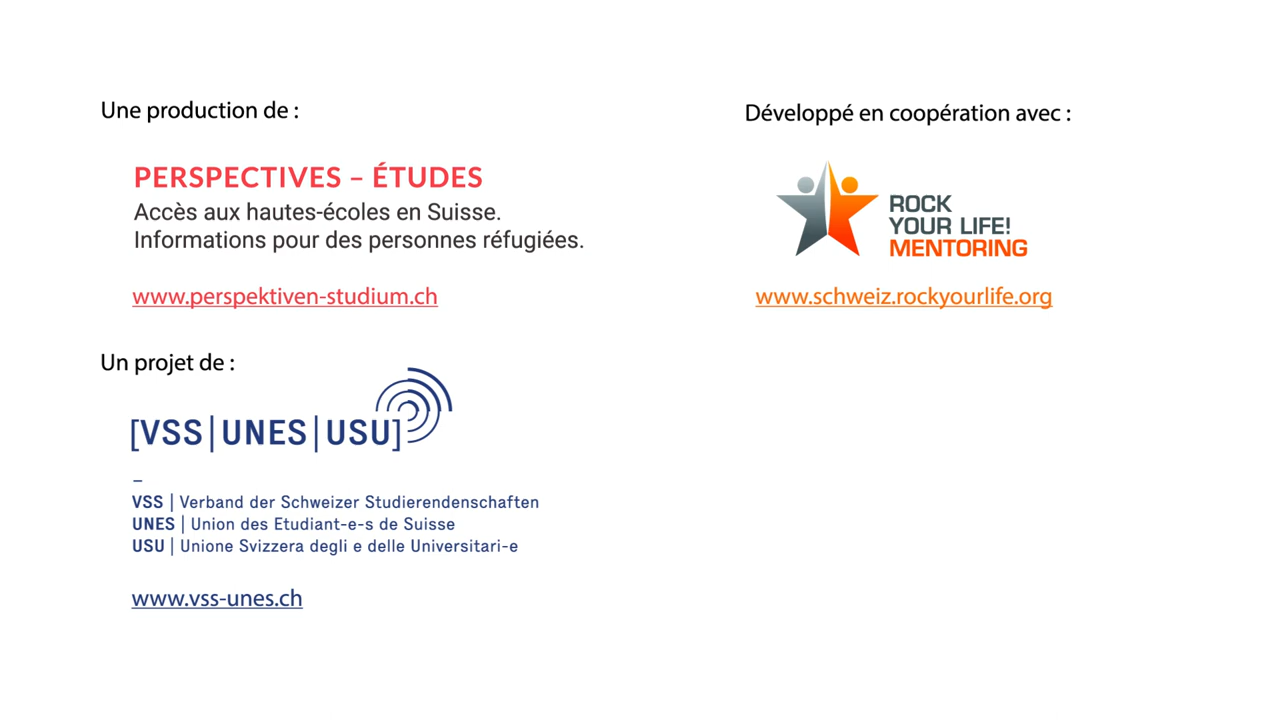 Une production de :
PERSPECTIVES – ÉTUDES
Accès aux hautes-écoles en Suisse.
Informations pour des personnes réfugiées.
www.perspektiven-studium.ch
Développé en coopération avec :
ROCK
YOUR LIFE!
MENTORING
www.schweiz.rockyourlife.org
Un projet de :
[VSS|UNES|USU]
–
VSS | Verband der Schweizer Studierendenschaften
UNES | Union des Etudiant-e-s de Suisse
USU | Unione Svizzera degli e delle Universitari-e
www.vss-unes.ch